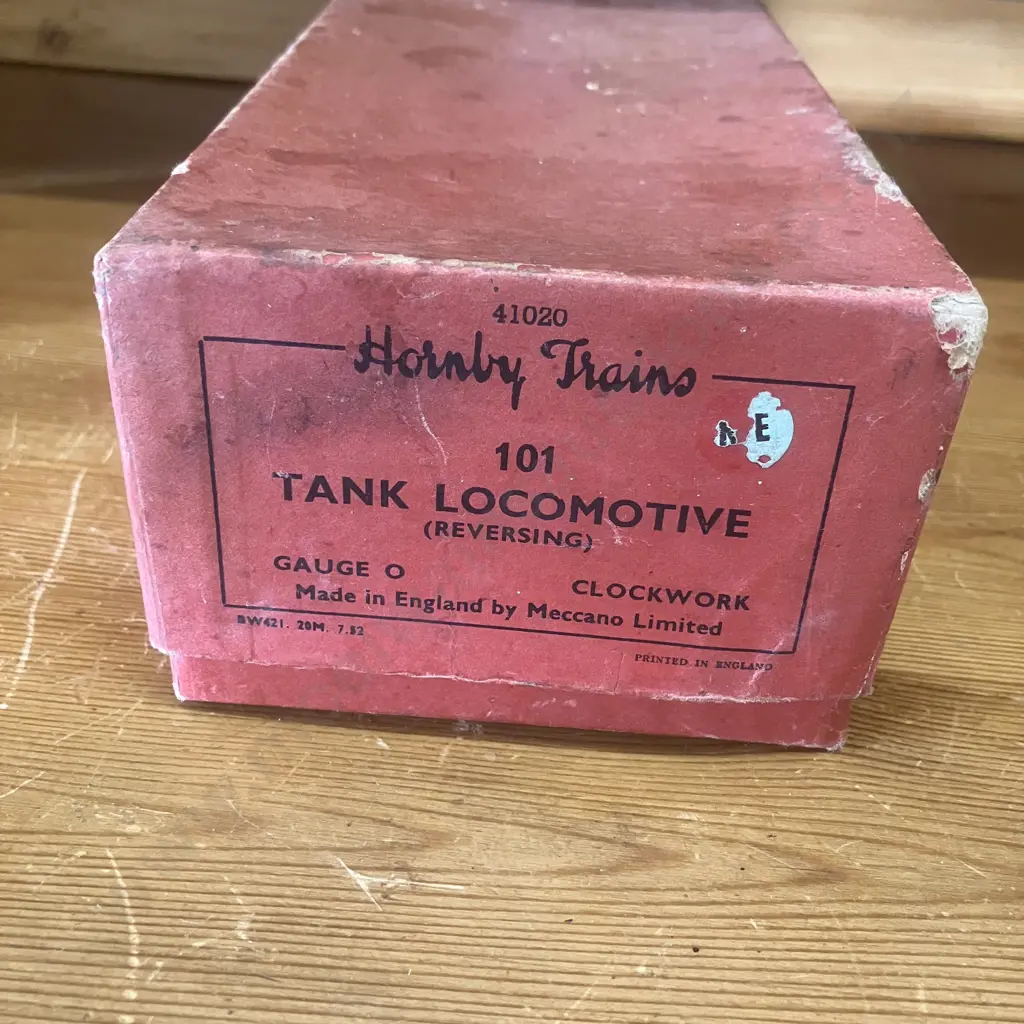 41020
Hornby Trains
N E
101
TANK LOCOMOTIVE
(REVERSING)
GAUGE O CLOCKWORK
Made in England by Meccano Limited
BW421. 20M. 7.52
PRINTED IN ENGLAND